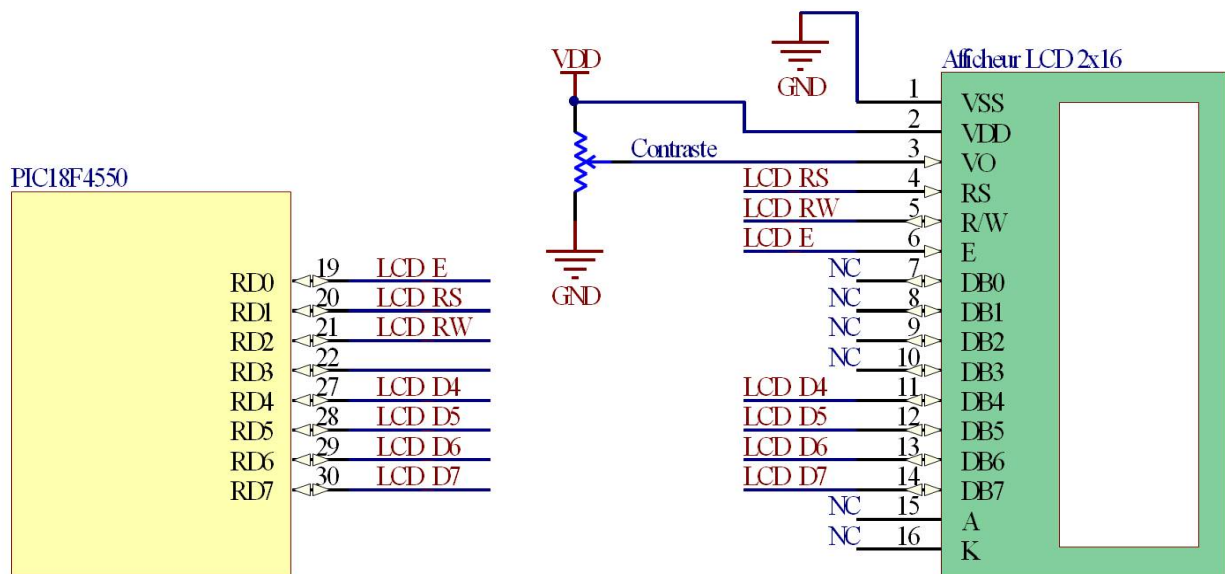 VDD
GND
Afficheur LCD 2x16
1 VSS
2 VDD
Contraste 3 VO
LCD RS 4 RS
LCD RW 5 R/W
LCD E 6 E
NC 7 DB0
NC 8 DB1
NC 9 DB2
NC 10 DB3
LCD D4 11 DB4
LCD D5 12 DB5
LCD D6 13 DB6
LCD D7 14 DB7
NC 15 A
NC 16 K
GND
PIC18F4550
RD0 19 LCD E
RD1 20 LCD RS
RD2 21 LCD RW
RD3 22
RD4 27 LCD D4
RD5 28 LCD D5
RD6 29 LCD D6
RD7 30 LCD D7